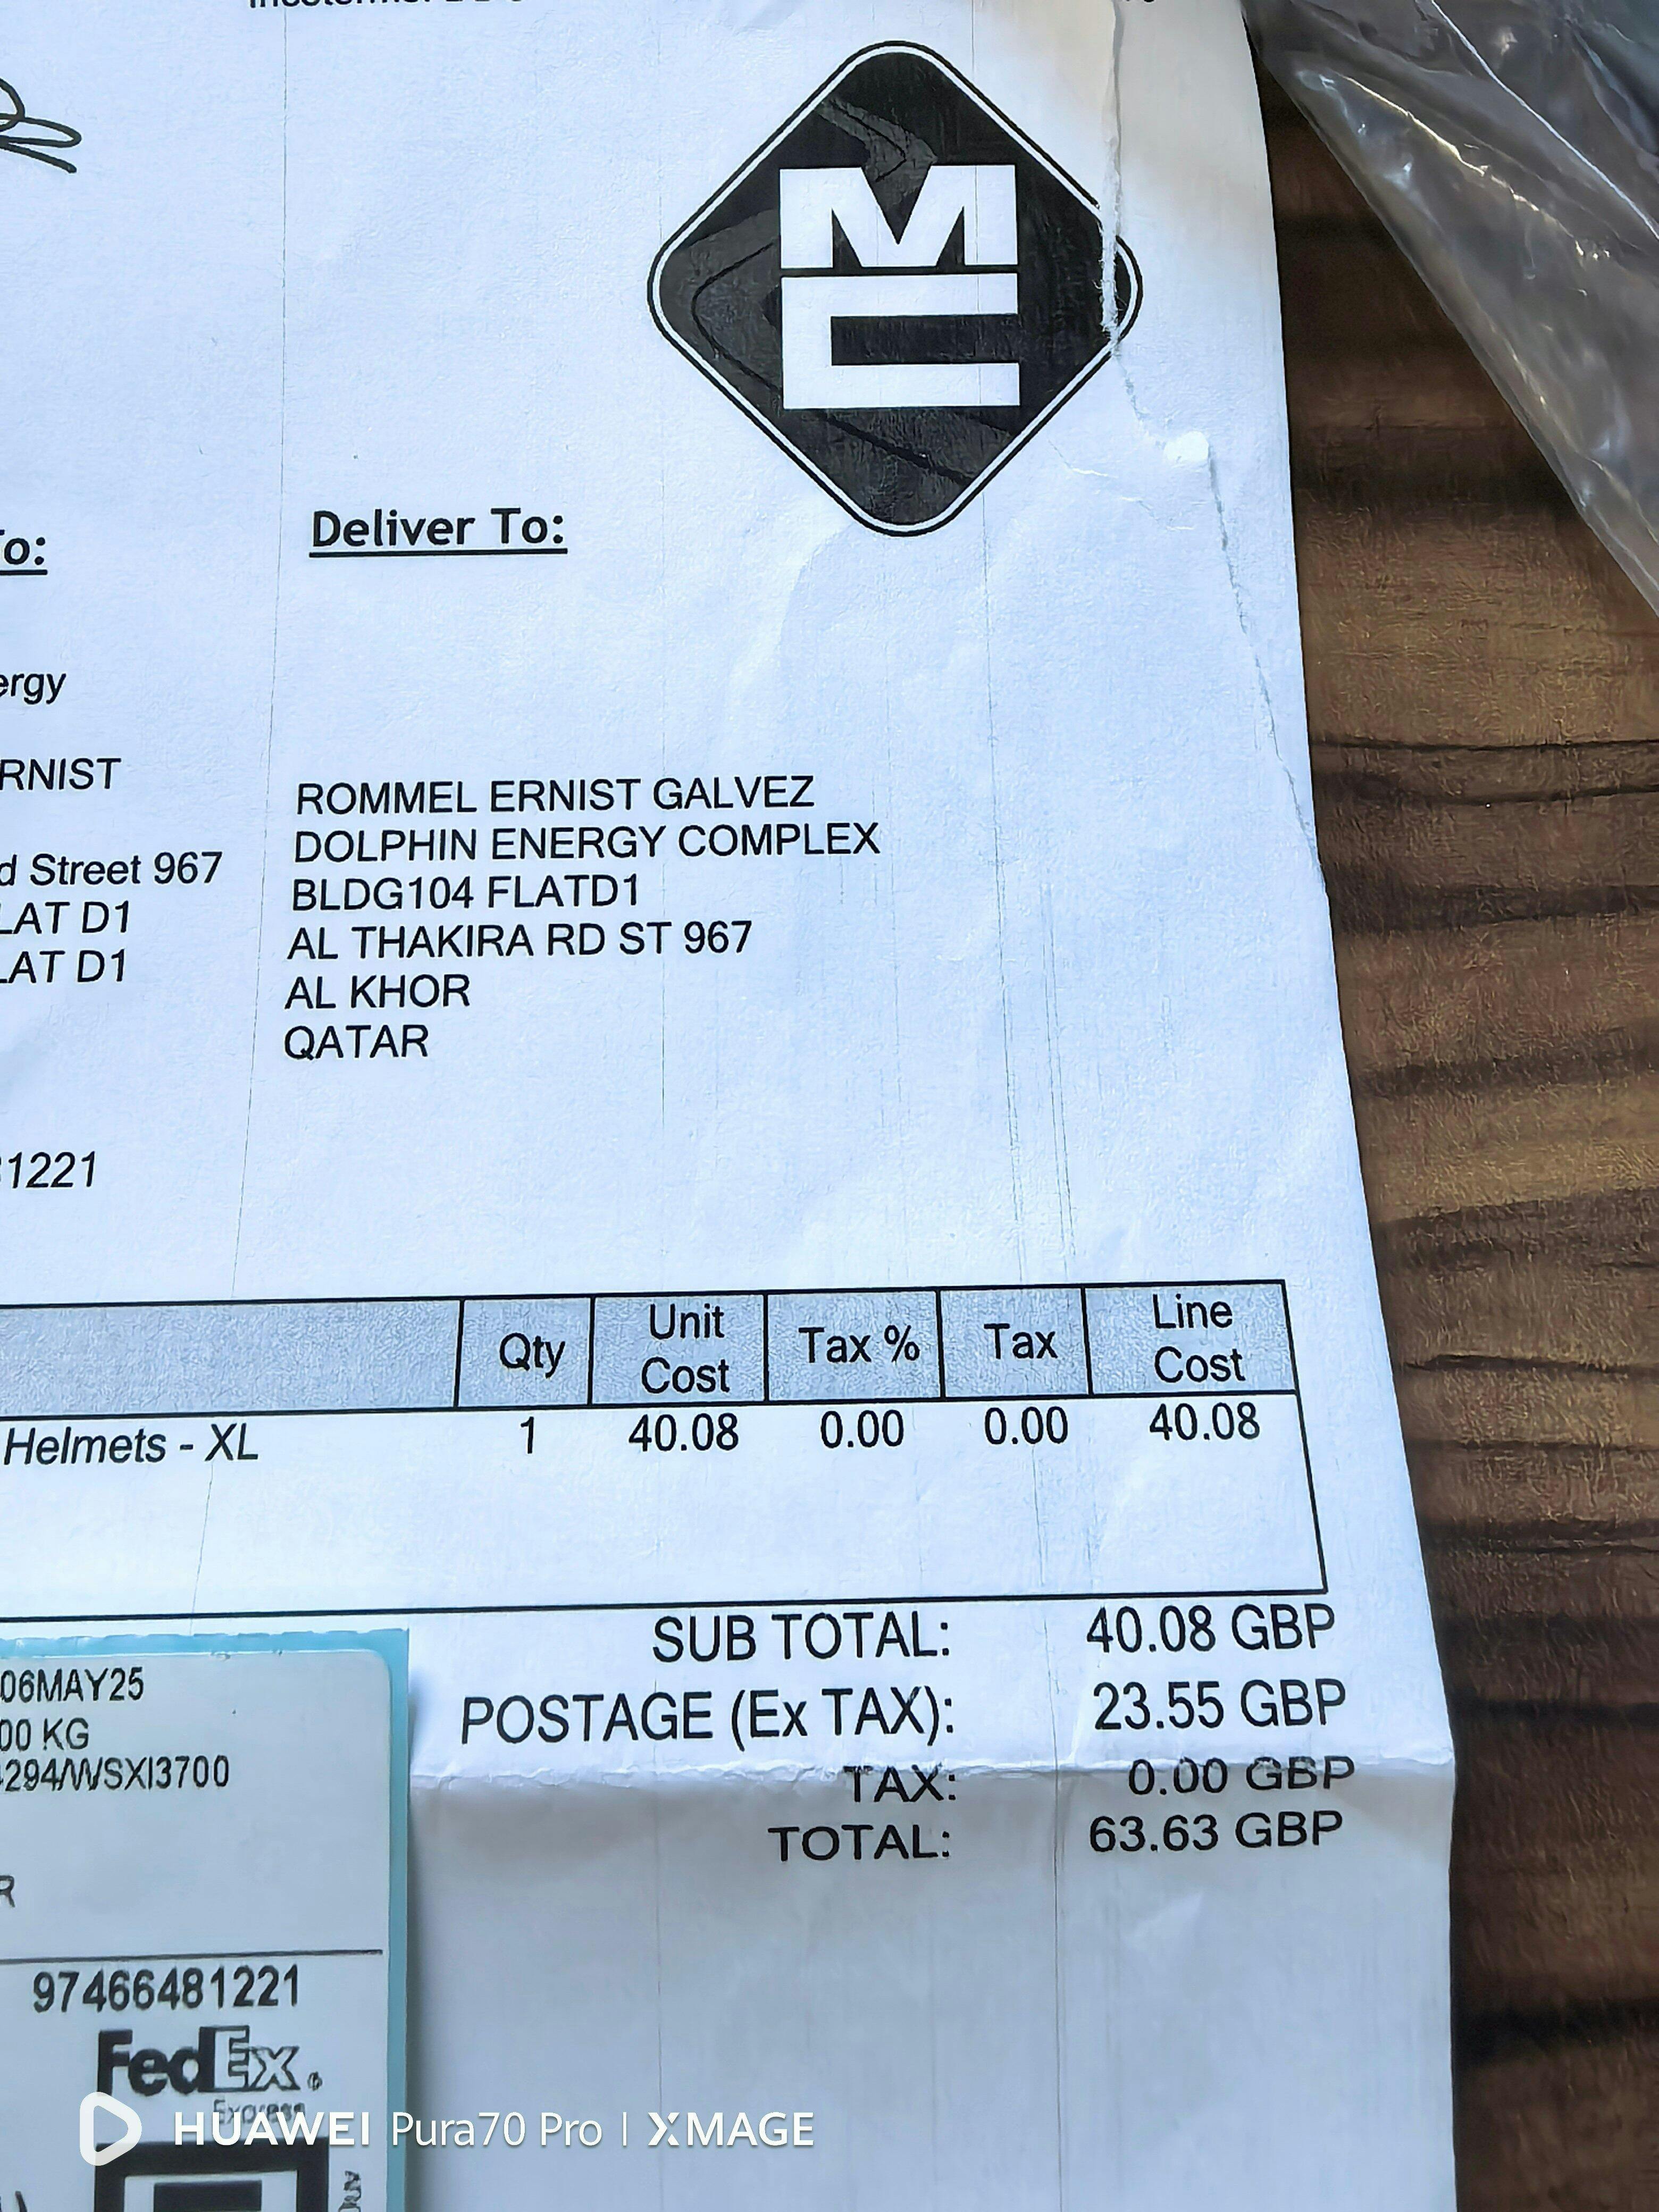 ME
To:
Deliver To:
ergy
RNIST
d Street 967
LAT D1
LAT D1
1221
ROMMEL ERNIST GALVEZ
DOLPHIN ENERGY COMPLEX
BLDG104 FLATD1
AL THAKIRA RD ST 967
AL KHOR
QATAR
Qty Unit Cost Tax % Tax Line Cost
Helmets - XL 1 40.08 0.00 0.00 40.08
SUB TOTAL: 40.08 GBP
POSTAGE (Ex TAX): 23.55 GBP
TAX: 0.00 GBP
TOTAL: 63.63 GBP
06MAY25
00 KG
294/WSXI3700
R
97466481221
FedEx®
Express
HUAWEI Pura70 Pro | XMAGE